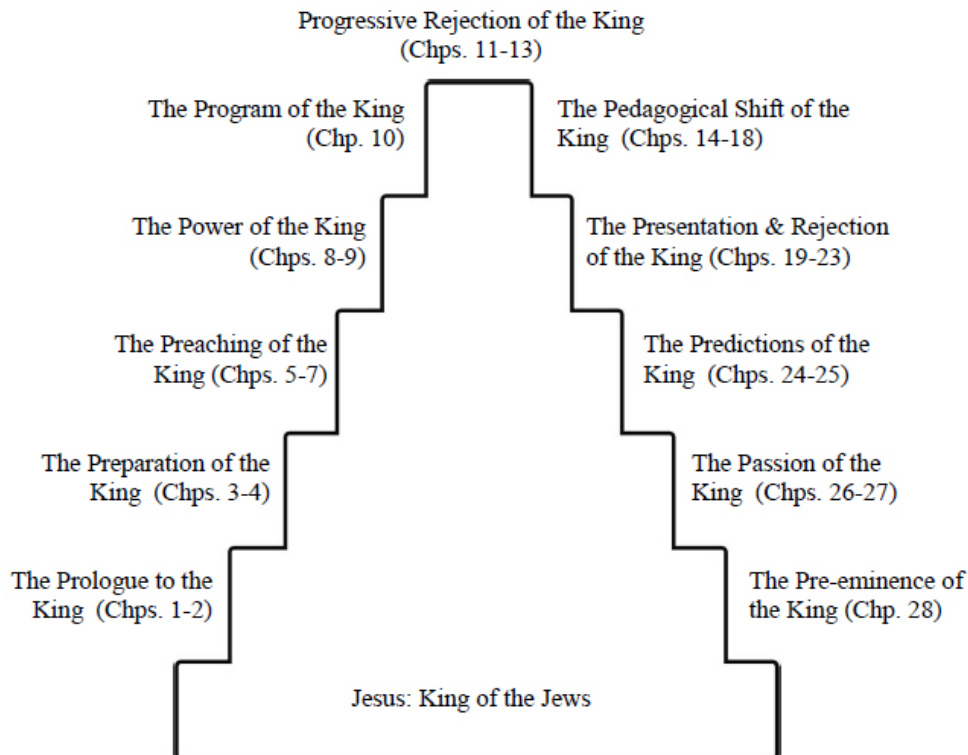 Progressive Rejection of the King
(Chps. 11-13)
The Program of the King
(Chp. 10)
The Pedagogical Shift of the
King (Chps. 14-18)
The Power of the King
(Chps. 8-9)
The Presentation & Rejection
of the King (Chps. 19-23)
The Preaching of the
King (Chps. 5-7)
The Predictions of the
King (Chps. 24-25)
The Preparation of the
King (Chps. 3-4)
The Passion of the
King (Chps. 26-27)
The Prologue to the
King (Chps. 1-2)
The Pre-eminence of
the King (Chp. 28)
Jesus: King of the Jews